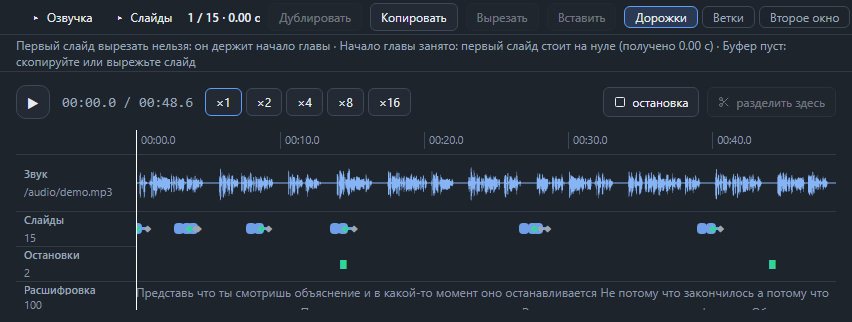 ▸ Озвучка ▸ Слайды 1 / 15 · 0.00 с Дублировать Копировать Вырезать Вставить Дорожки Ветки Второе окно
Первый слайд вырезать нельзя: он держит начало главы · Начало главы занято: первый слайд стоит на нуле (получено 0.00 с) · Буфер пуст:
скопируйте или вырежьте слайд
00:00.0 / 00:48.6 ×1 ×2 ×4 ×8 ×16 остановка разделить здесь
00:00.0 00:10.0 00:20.0 00:30.0 00:40.0
Звук
/audio/demo.mp3
Слайды
15
Остановки
2
Расшифровка
100
Представь что ты смотришь объяснение и в какой-то момент оно останавливается Не потому что закончилось а потому что